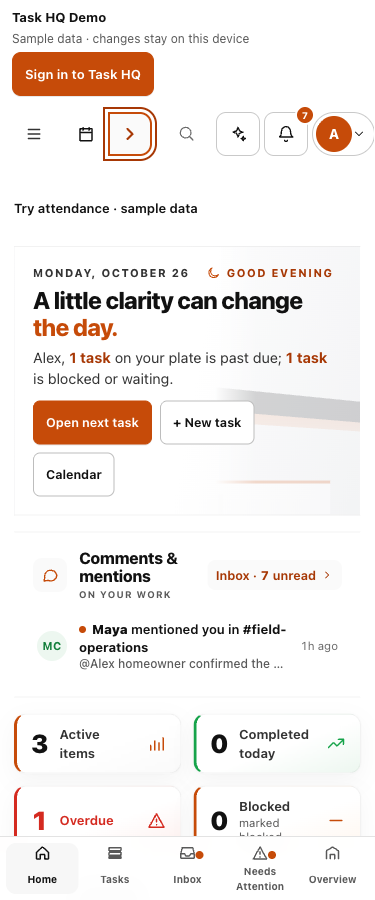 Task HQ Demo
Sample data · changes stay on this device
Sign in to Task HQ
7
A
Try attendance · sample data
MONDAY, OCTOBER 26 GOOD EVENING
A little clarity can change
the day.
Alex, 1 task on your plate is past due; 1 task
is blocked or waiting.
Open next task
+ New task
Calendar
Comments &
mentions
ON YOUR WORK
Inbox · 7 unread
MC
Maya mentioned you in #field-
operations
@Alex homeowner confirmed the ...
1h ago
3 Active
items
0 Completed
today
1 Overdue
0 Blocked
marked
blocked
Home
Tasks
Inbox
Needs
Attention
Overview